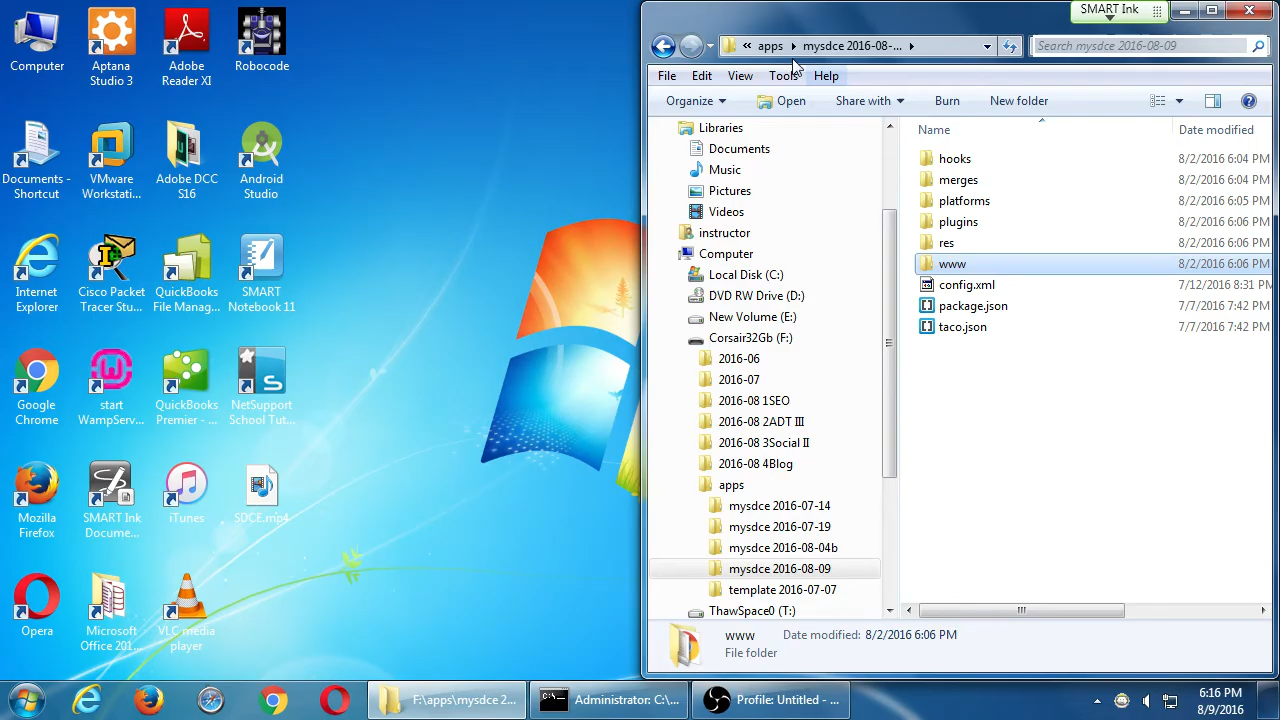 Computer
Aptana
Studio 3
Adobe
Reader XI
Robocode
Documents -
Shortcut
VMware
Workstati...
Adobe DCC
S16
Android
Studio
Internet
Explorer
Cisco Packet
Tracer Stu...
QuickBooks
File Manag...
SMART
Notebook 11
Google
Chrome
start
WampServ...
QuickBooks
Premier - ...
NetSupport
School Tut...
Mozilla
Firefox
SMART Ink
Docume...
iTunes
SDCE.mp4
Opera
Microsoft
Office 201...
VLC media
player
SMART Ink
« apps mysdce 2016-08-...
Search mysdce 2016-08-09
File Edit View Tools Help
Organize Open Share with Burn New folder
Libraries
Documents
Music
Pictures
Videos
instructor
Computer
Local Disk (C:)
DVD RW Drive (D:)
New Volume (E:)
Corsair32Gb (F:)
2016-06
2016-07
2016-08 1SEO
2016-08 2ADT III
2016-08 3Social II
2016-08 4Blog
apps
mysdce 2016-07-14
mysdce 2016-07-19
mysdce 2016-08-04b
mysdce 2016-08-09
template 2016-07-07
ThawSpace0 (T:)
Name Date modified
hooks 8/2/2016 6:04 PM
merges 8/2/2016 6:04 PM
platforms 8/2/2016 6:05 PM
plugins 8/2/2016 6:06 PM
res 8/2/2016 6:06 PM
www 8/2/2016 6:06 PM
config.xml 7/12/2016 8:31 PM
package.json 7/7/2016 7:42 PM
taco.json 7/7/2016 7:42 PM
www Date modified: 8/2/2016 6:06 PM
File folder
F:\apps\mysdce 2...
Administrator: C:\...
Profile: Untitled - ...
6:16 PM
8/9/2016